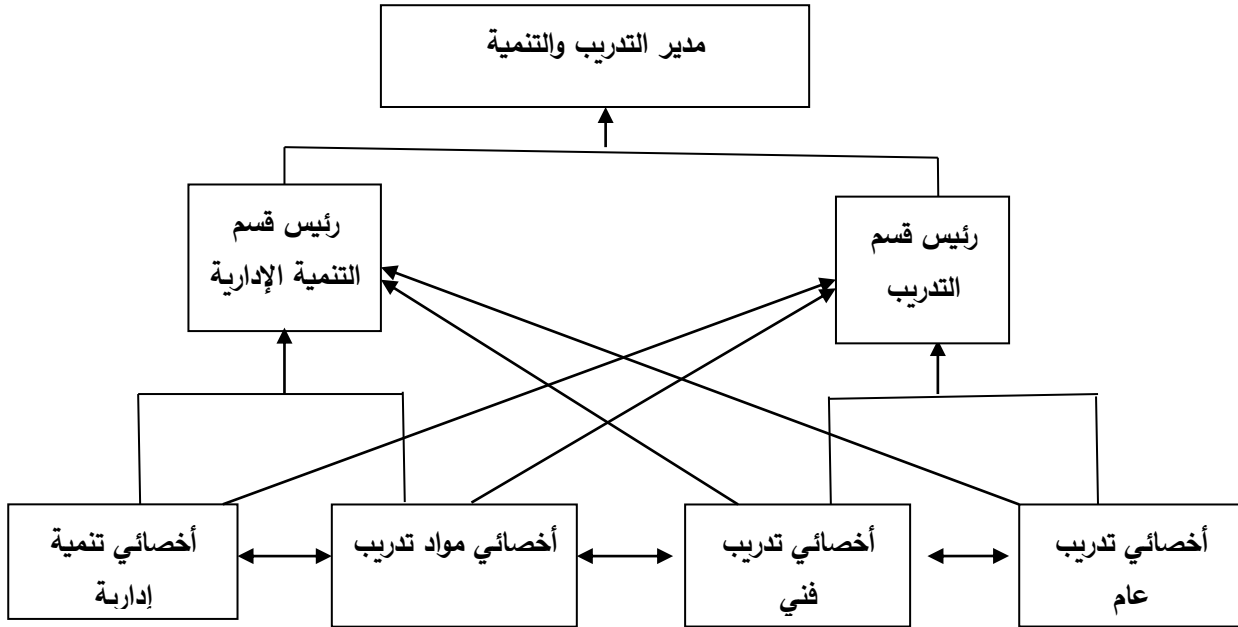 مدير التدريب والتنمية
رئيس قسم
التدريب
رئيس قسم
التنمية الإدارية
أخصائي تدريب
عام
أخصائي تدريب
فني
أخصائي مواد تدريب
أخصائي تنمية
إدارية